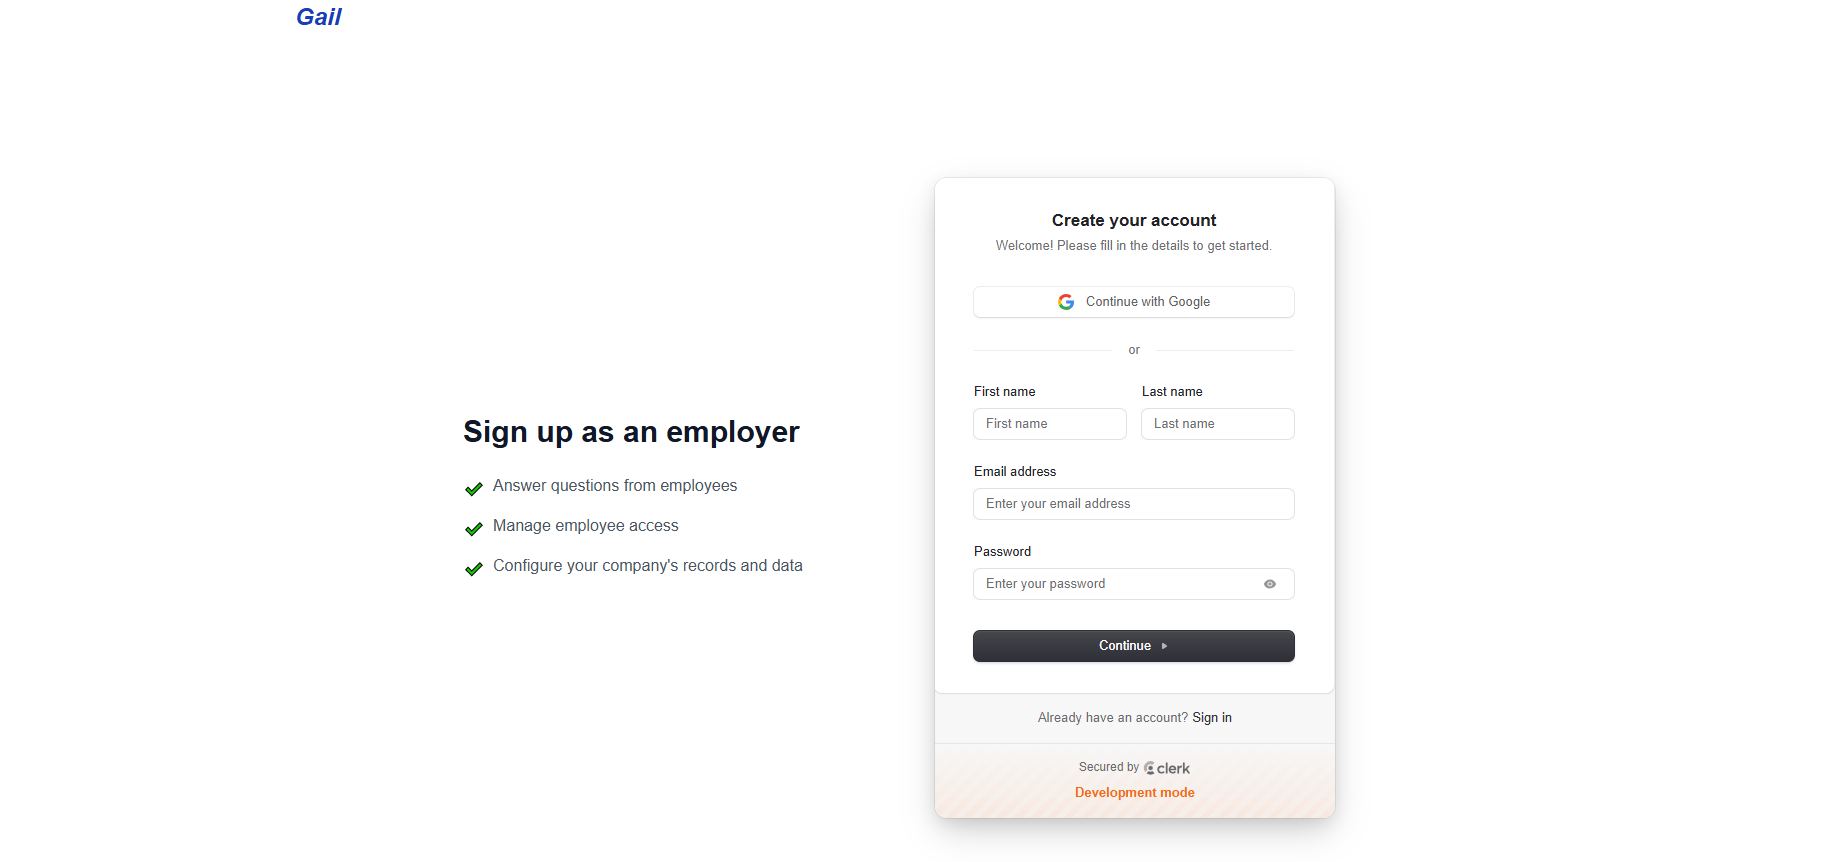 Gail
Sign up as an employer
Answer questions from employees
Manage employee access
Configure your company's records and data
Create your account
Welcome! Please fill in the details to get started.
Continue with Google
or
First name Last name
First name Last name
Email address
Enter your email address
Password
Enter your password
Continue
Already have an account? Sign in
Secured by clerk
Development mode